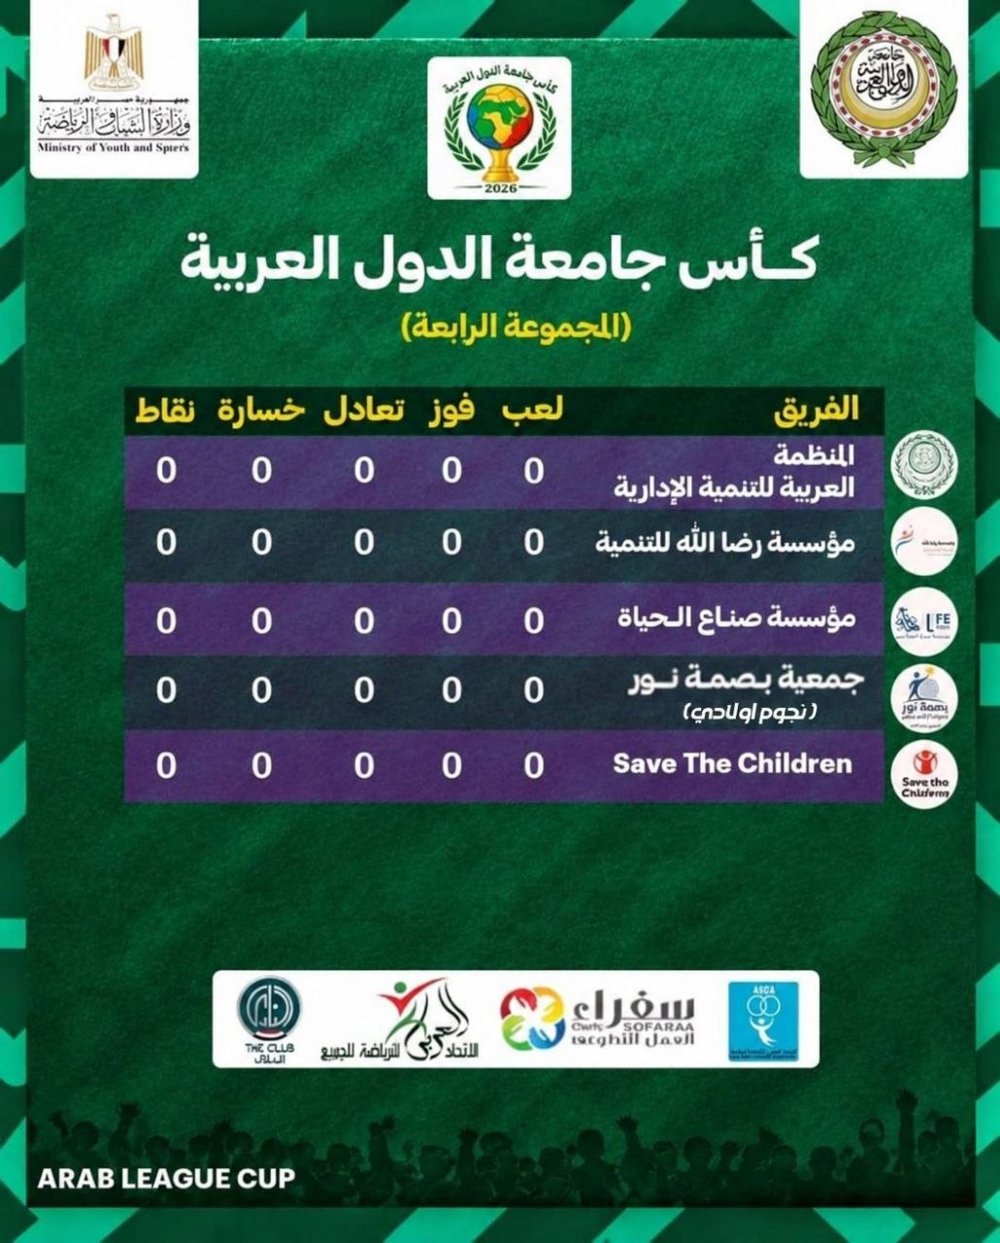 جمهورية مصر العربية
وزارة الشباب والرياضة
Ministry of Youth and Spters
كأس جامعة الدول العربية
2026
جامعة الدول العربية
كـأس جامعة الدول العربية
(المجموعة الرابعة)
الفريق لعب فوز تعادل خسارة نقاط
المنظمة
العربية للتنمية الإدارية 0 0 0 0 0
مؤسسة رضا الله للتنمية 0 0 0 0 0
مؤسسة صناع الحياة 0 0 0 0 0
LIFE
جمعية بصمة نـور
(نجوم اولادي) 0 0 0 0 0
بصمة نور
Save The Children 0 0 0 0 0
Save tho
ASCA
سفراء
SOFARAA
العمل التطوعي
الاتحاد العربي للرياضة للجميع
THE CLUB
ARAB LEAGUE CUP